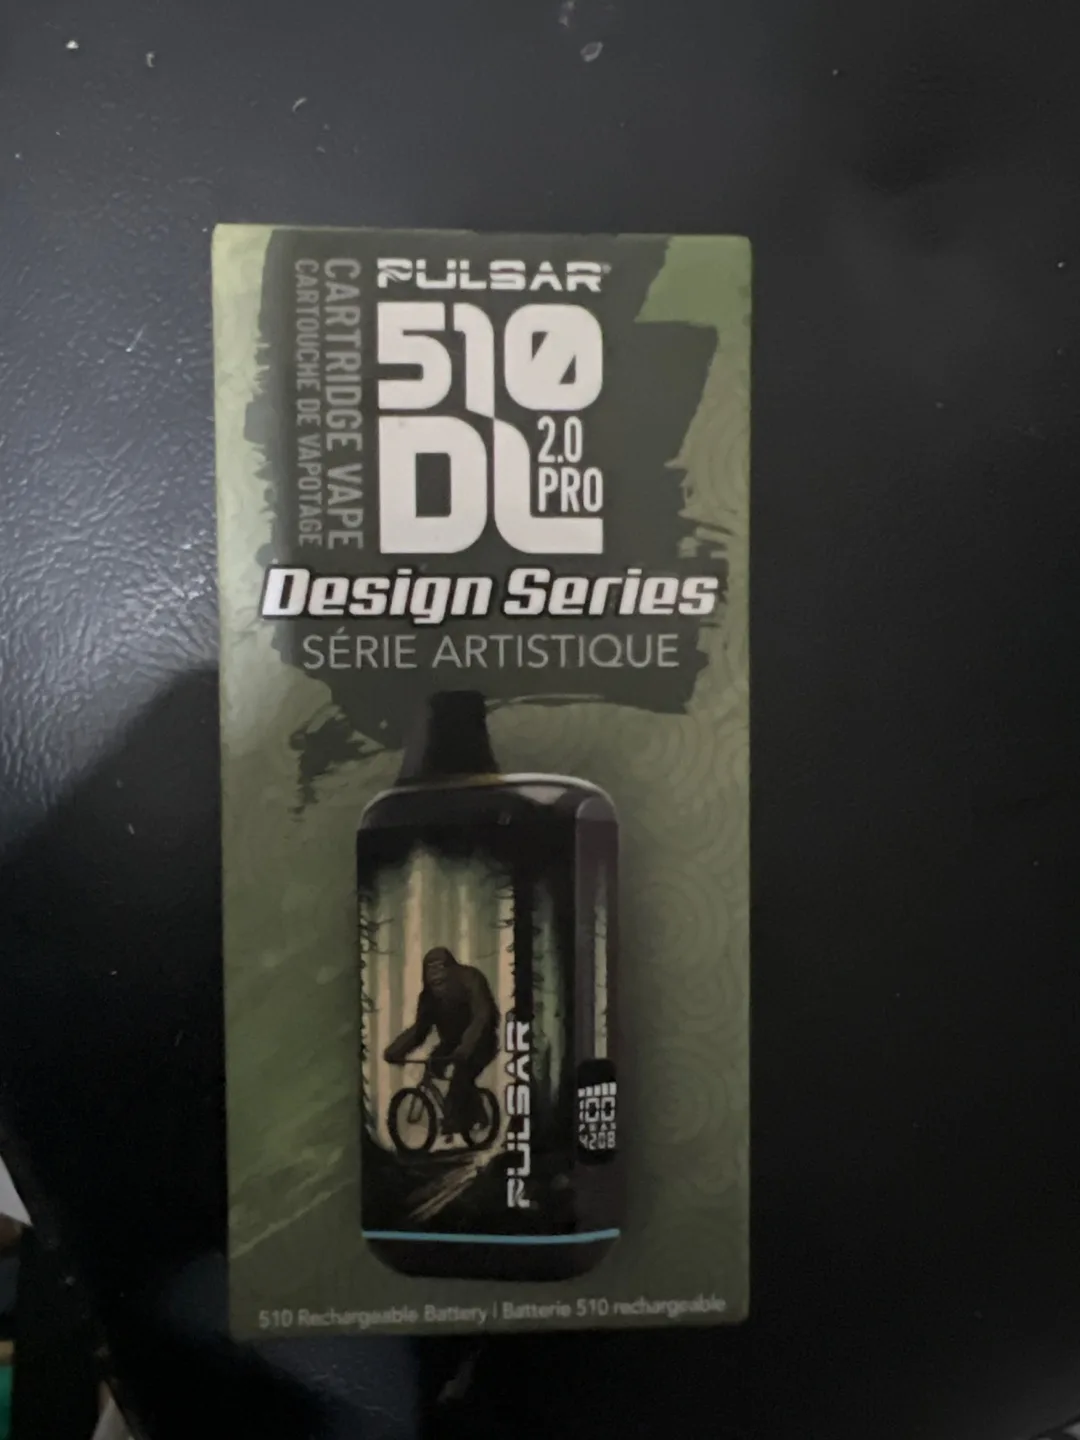 PULSAR
510
DL
2.0
PRO
CARTRIDGE VAPE
CARTOUCHE DE VAPOTAGE
Design Series
SÉRIE ARTISTIQUE
PULSAR
100
420B
510 Rechargeable Battery | Batterie 510 rechargeable